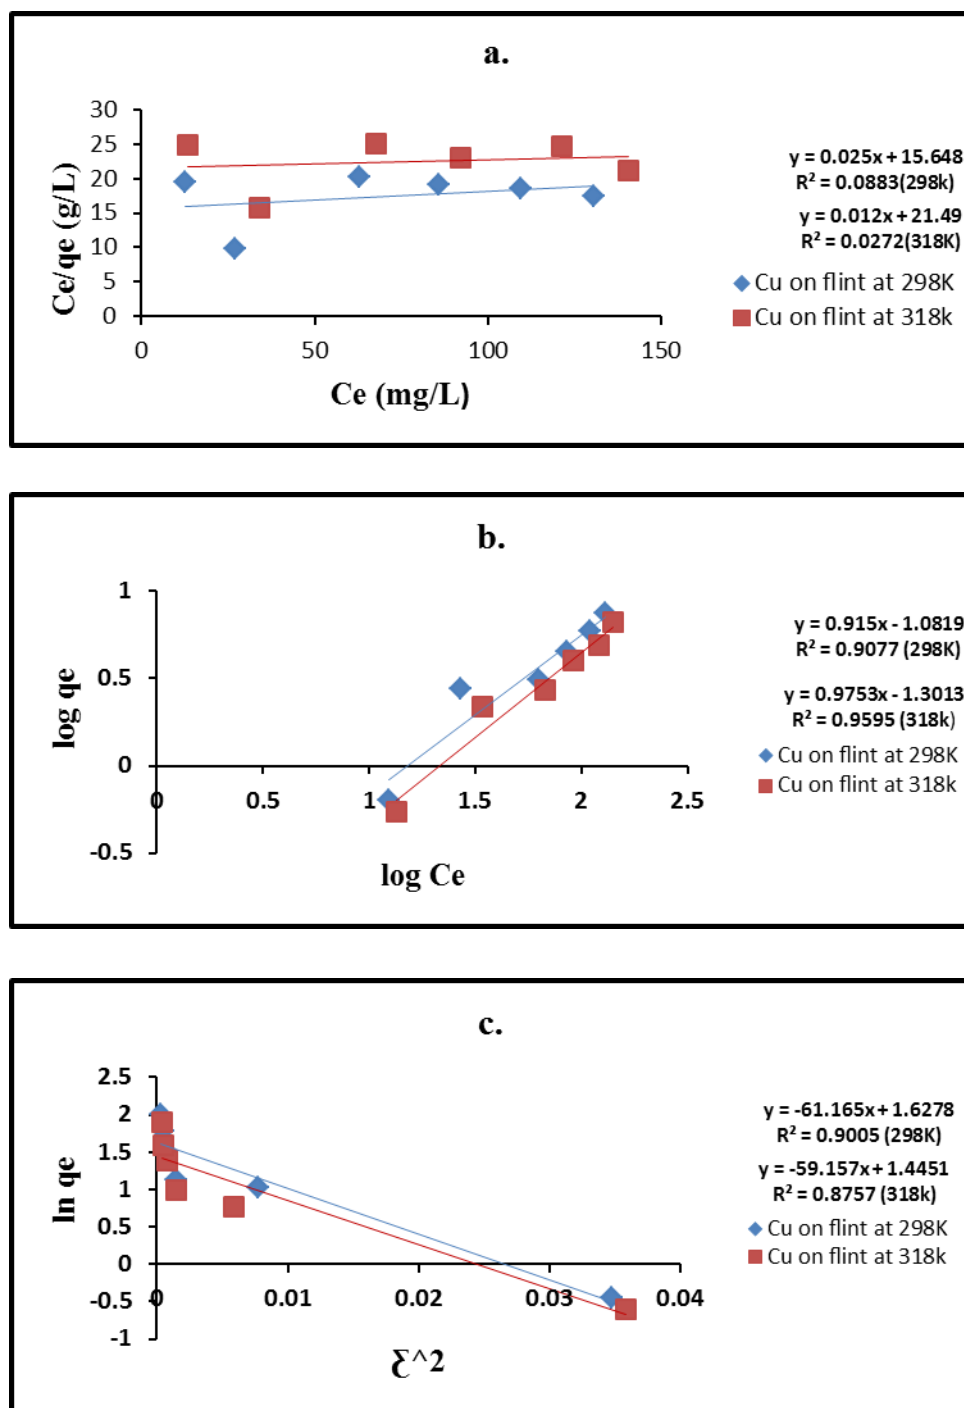 a.
30
25
20
15
10
5
0
Ce/qe (g/L)
0 50 100 150
Ce (mg/L)
y = 0.025x + 15.648
R² = 0.0883(298k)
y = 0.012x + 21.49
R² = 0.0272(318K)
Cu on flint at 298K
Cu on flint at 318k
b.
1
0.5
0
-0.5
log qe
0 0.5 1 1.5 2 2.5
log Ce
y = 0.915x - 1.0819
R² = 0.9077 (298K)
y = 0.9753x - 1.3013
R² = 0.9595 (318k)
Cu on flint at 298K
Cu on flint at 318k
c.
2.5
2
1.5
1
0.5
0
-0.5
-1
ln qe
0 0.01 0.02 0.03 0.04
Ƹ^2
y = -61.165x + 1.6278
R² = 0.9005 (298K)
y = -59.157x + 1.4451
R² = 0.8757 (318k)
Cu on flint at 298K
Cu on flint at 318k